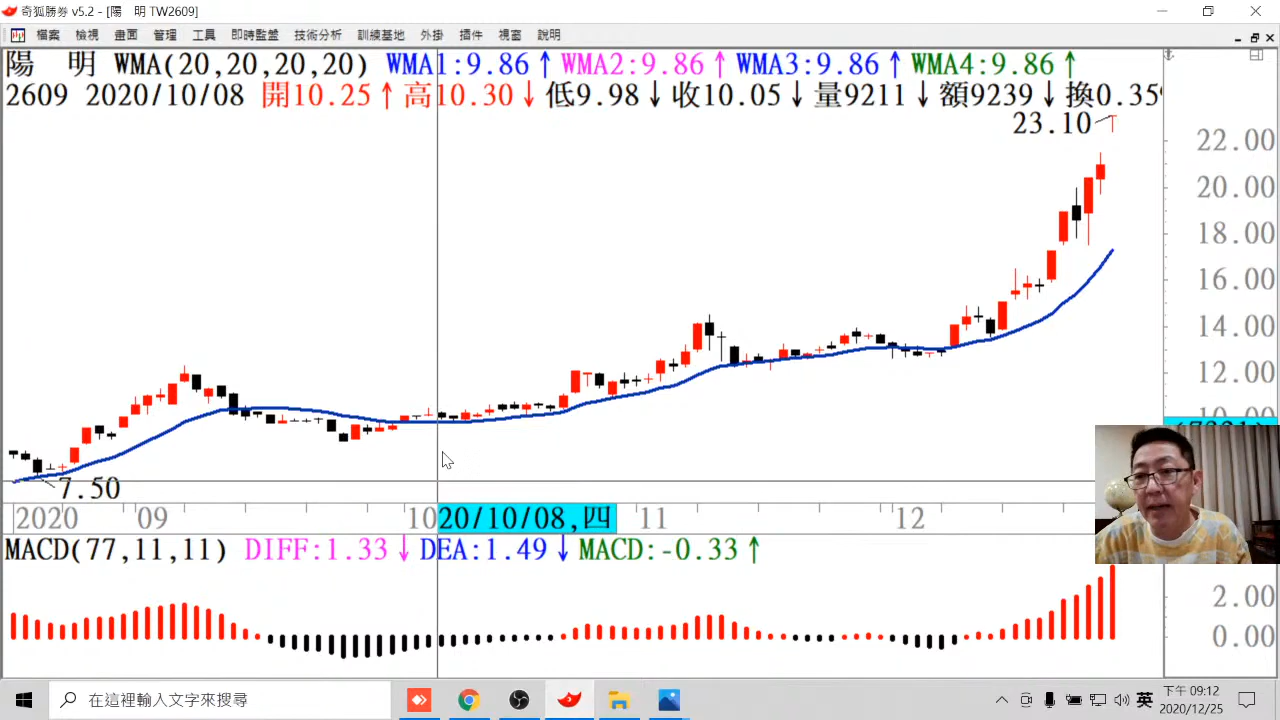 奇狐勝券 v5.2 - [陽　明 TW2609]
檔案 檢視 畫面 管理 工具 即時監盤 技術分析 訓練基地 外掛 插件 視窗 說明
陽　明 WMA(20,20,20,20) WMA1:9.86↑ WMA2:9.86↑ WMA3:9.86↑ WMA4:9.86↑
2609 2020/10/08 開10.25↑ 高10.30↓ 低9.98↓ 收10.05↓ 量9211↓ 額9239↓ 換0.35
23.10
22.00
20.00
18.00
16.00
14.00
12.00
10.00
7.50
2020 09 10 20/10/08,四 11 12
MACD(77,11,11) DIFF:1.33↓ DEA:1.49↓ MACD:-0.33↑
2.00
0.00
在這裡輸入文字來搜尋
英
下午 09:12
2020/12/25